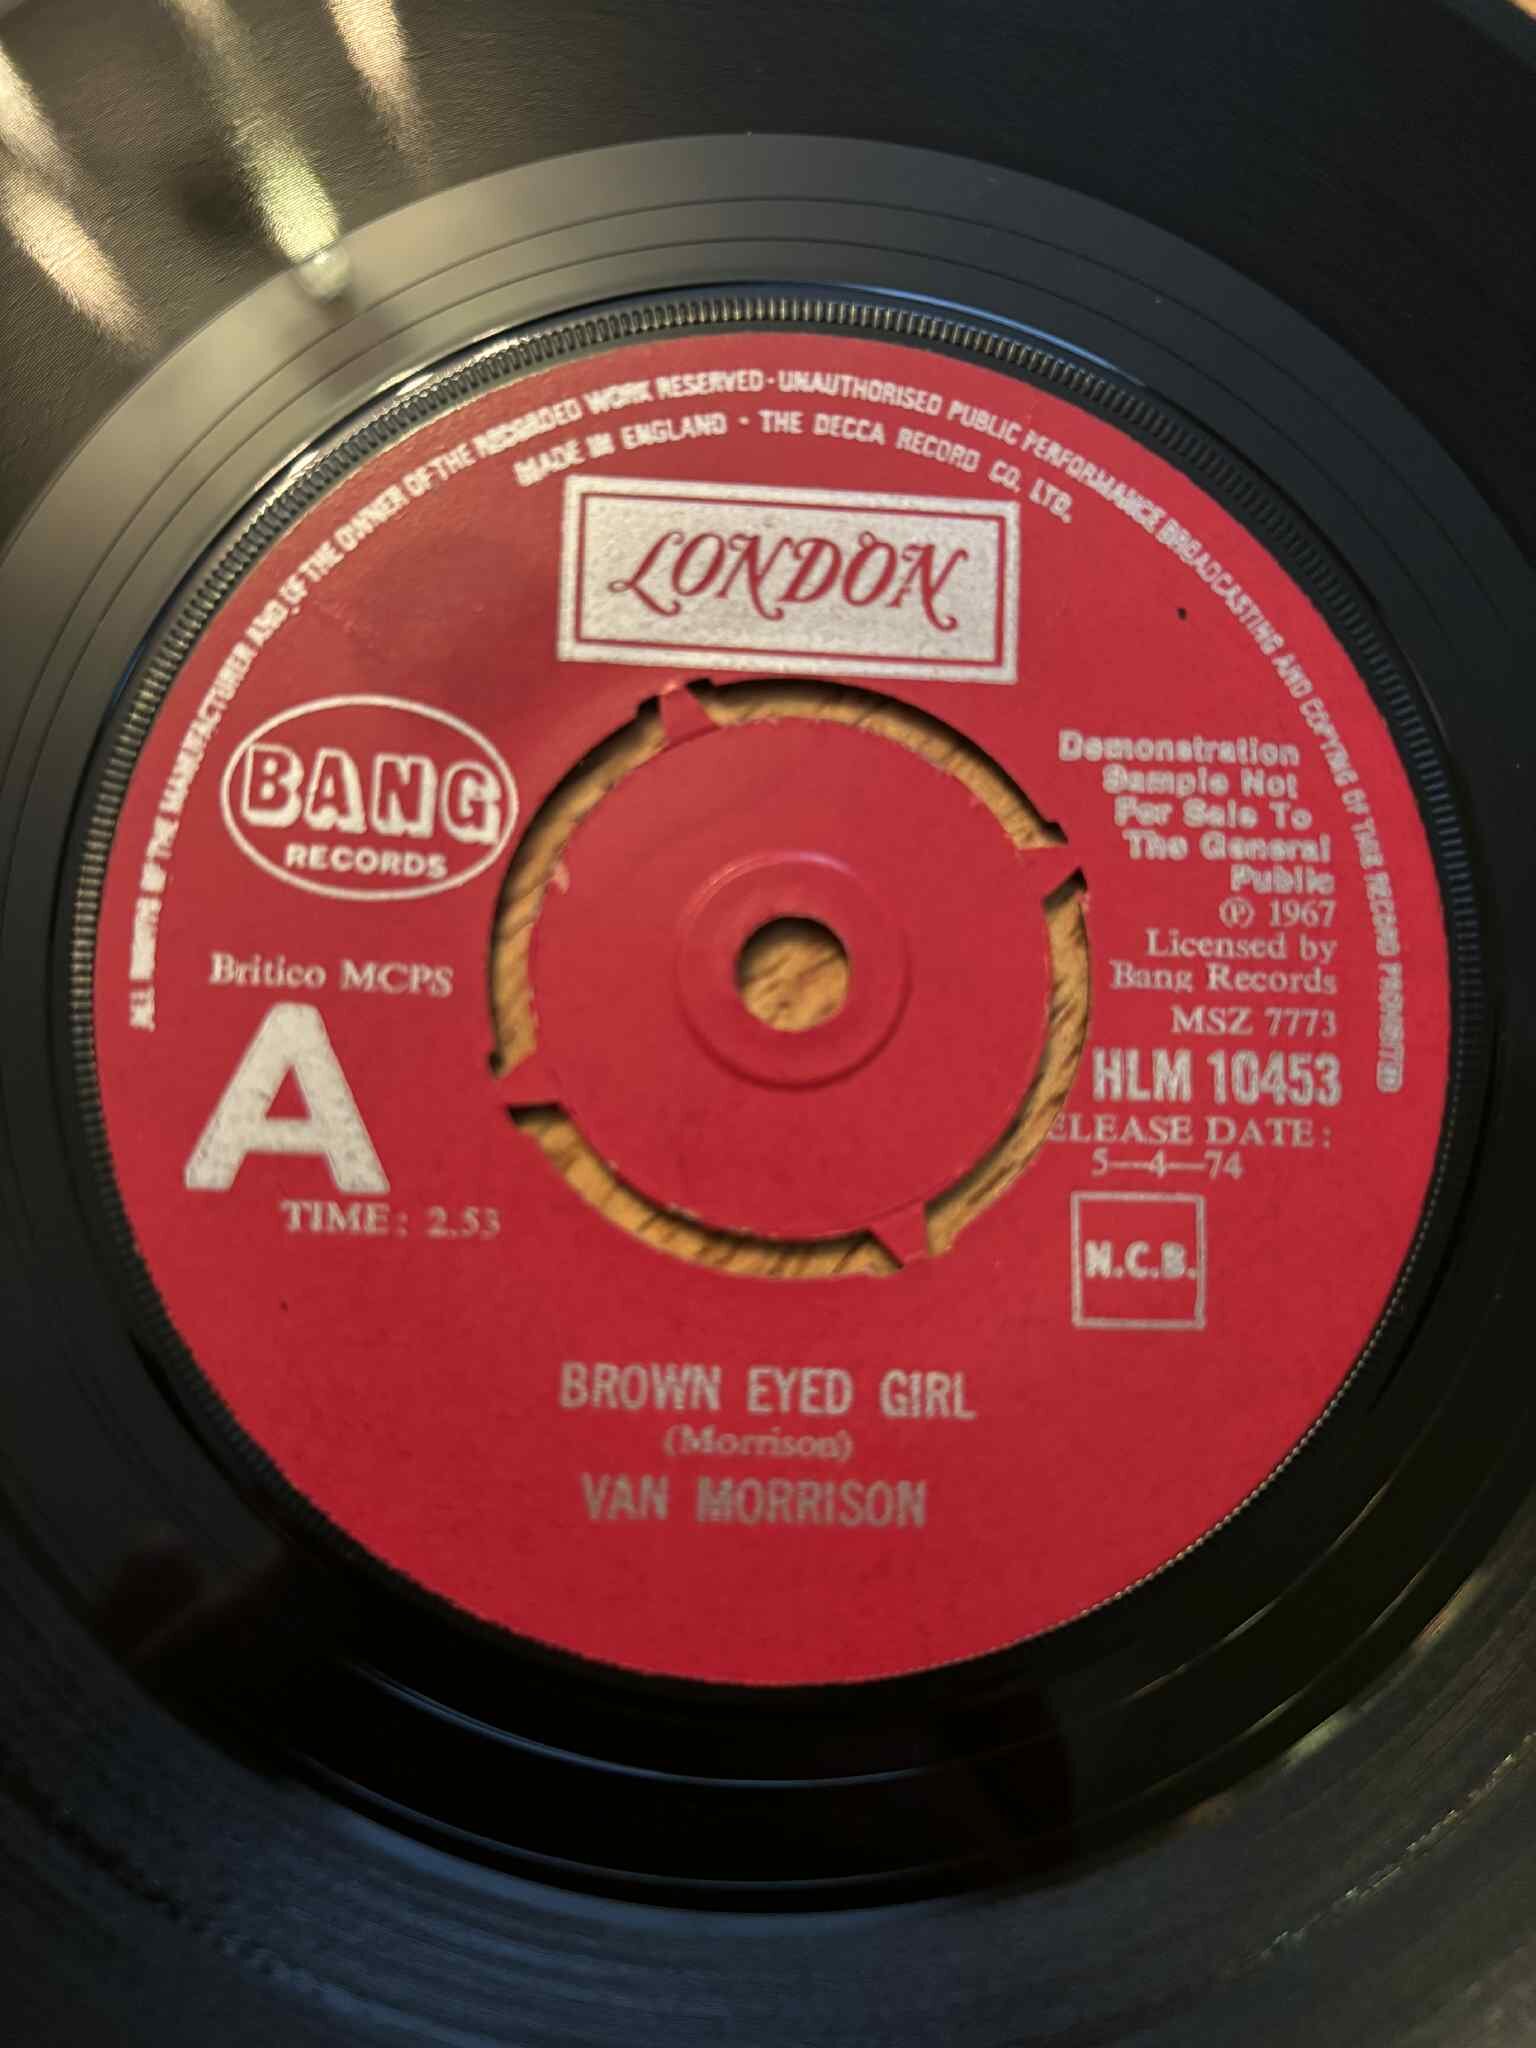 ALL RIGHTS OF THE MANUFACTURER AND OF THE OWNER OF THE RECORDED WORK RESERVED · UNAUTHORISED PUBLIC PERFORMANCE BROADCASTING AND COPYING OF THIS RECORD PROHIBITED
MADE IN ENGLAND · THE DECCA RECORD CO. LTD.
LONDON
BANG
RECORDS
Britico MCPS
A
TIME: 2.53
Demonstration
Sample Not
For Sale To
The General
Public
℗ 1967
Licensed by
Bang Records
MSZ 7773
HLM 10453
ELEASE DATE:
5—4—74
N.C.B.
BROWN EYED GIRL
(Morrison)
VAN MORRISON